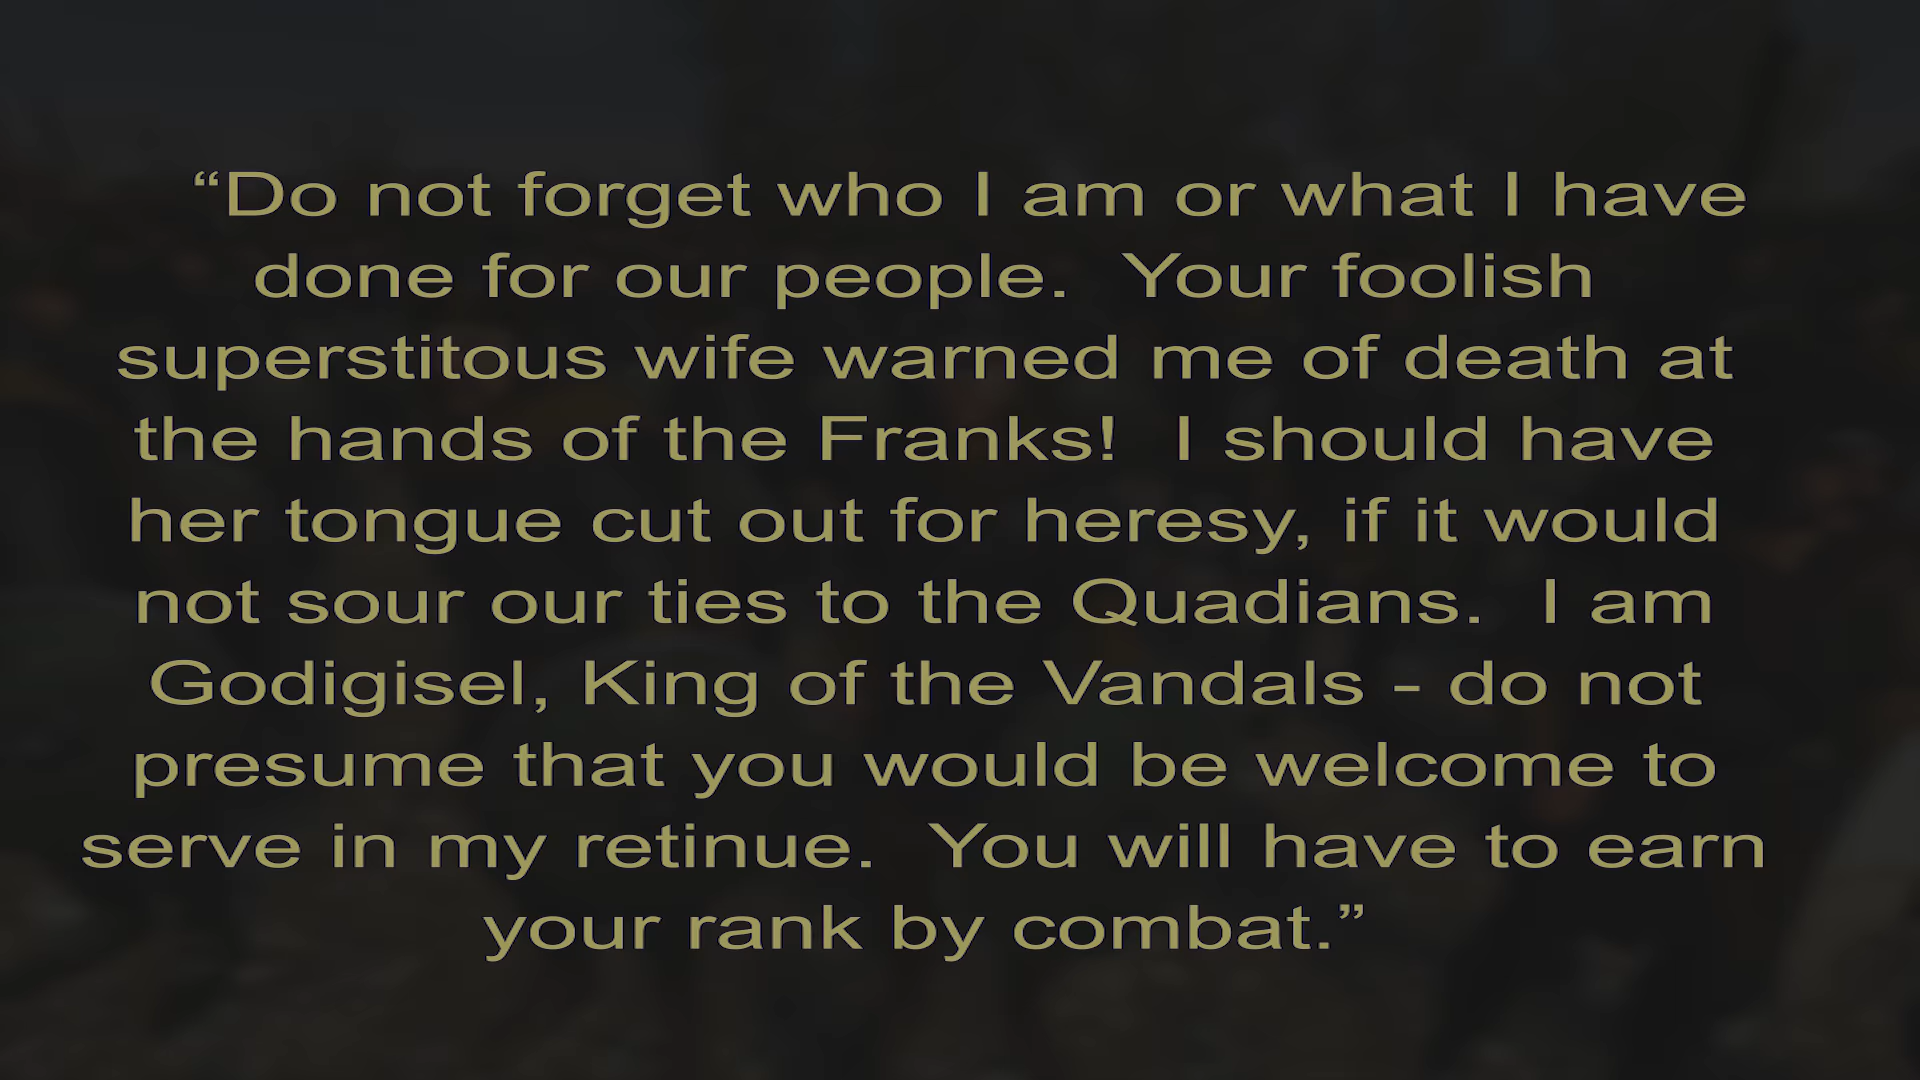 “Do not forget who I am or what I have
done for our people.  Your foolish
superstitous wife warned me of death at
the hands of the Franks!  I should have
her tongue cut out for heresy, if it would
not sour our ties to the Quadians.  I am
Godigisel, King of the Vandals - do not
presume that you would be welcome to
serve in my retinue.  You will have to earn
your rank by combat.”